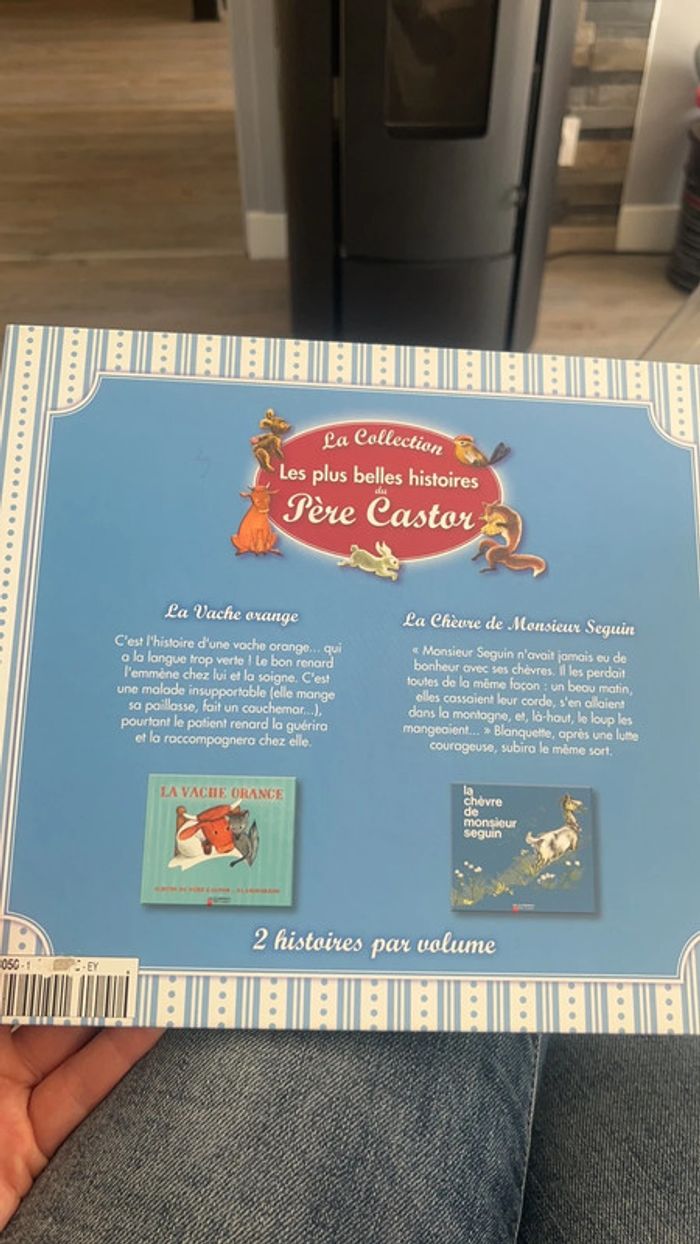 La Collection
Les plus belles histoires
du
Père Castor
La Vache orange
C'est l'histoire d'une vache orange... qui
a la langue trop verte ! Le bon renard
l'emmène chez lui et la soigne. C'est
une malade insupportable (elle mange
sa paillasse, fait un cauchemar...),
pourtant le patient renard la guérira
et la raccompagnera chez elle.
La Chèvre de Monsieur Seguin
« Monsieur Seguin n'avait jamais eu de
bonheur avec ses chèvres. Il les perdait
toutes de la même façon : un beau matin,
elles cassaient leur corde, s'en allaient
dans la montagne, et, là-haut, le loup les
mangeaient... » Blanquette, après une lutte
courageuse, subira le même sort.
LA VACHE ORANGE
ALBUMS DU PÈRE CASTOR - FLAMMARION
la
chèvre
de
monsieur
seguin
2 histoires par volume